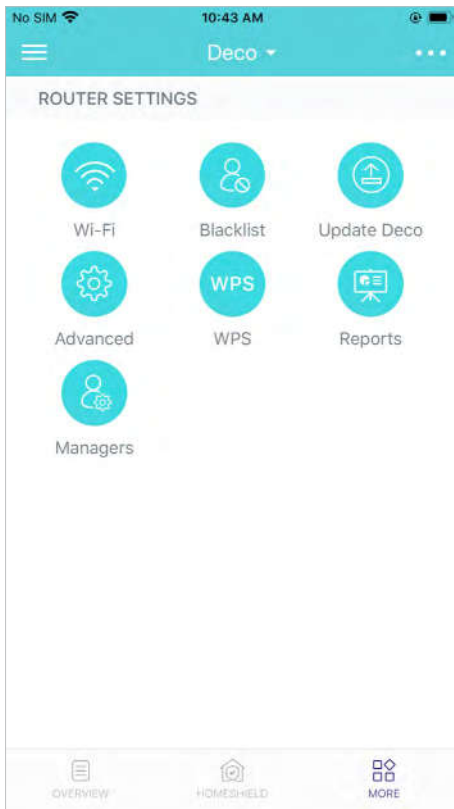 No SIM 10:43 AM
Deco
ROUTER SETTINGS
Wi-Fi Blacklist Update Deco
WPS
Advanced WPS Reports
Managers
OVERVIEW HOMESHIELD MORE